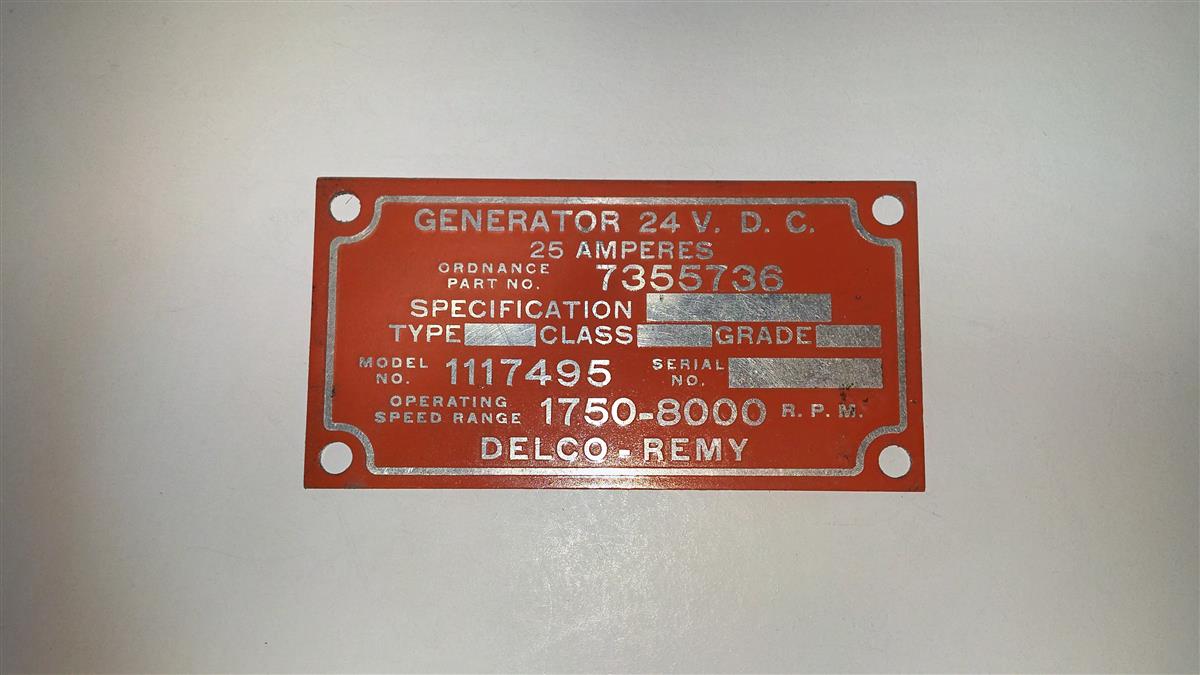 GENERATOR 24 V. D. C.
25 AMPERES
ORDNANCE PART NO. 7355736
SPECIFICATION
TYPE CLASS GRADE
MODEL NO. 1117495 SERIAL NO.
OPERATING SPEED RANGE 1750-8000 R. P. M.
DELCO-REMY